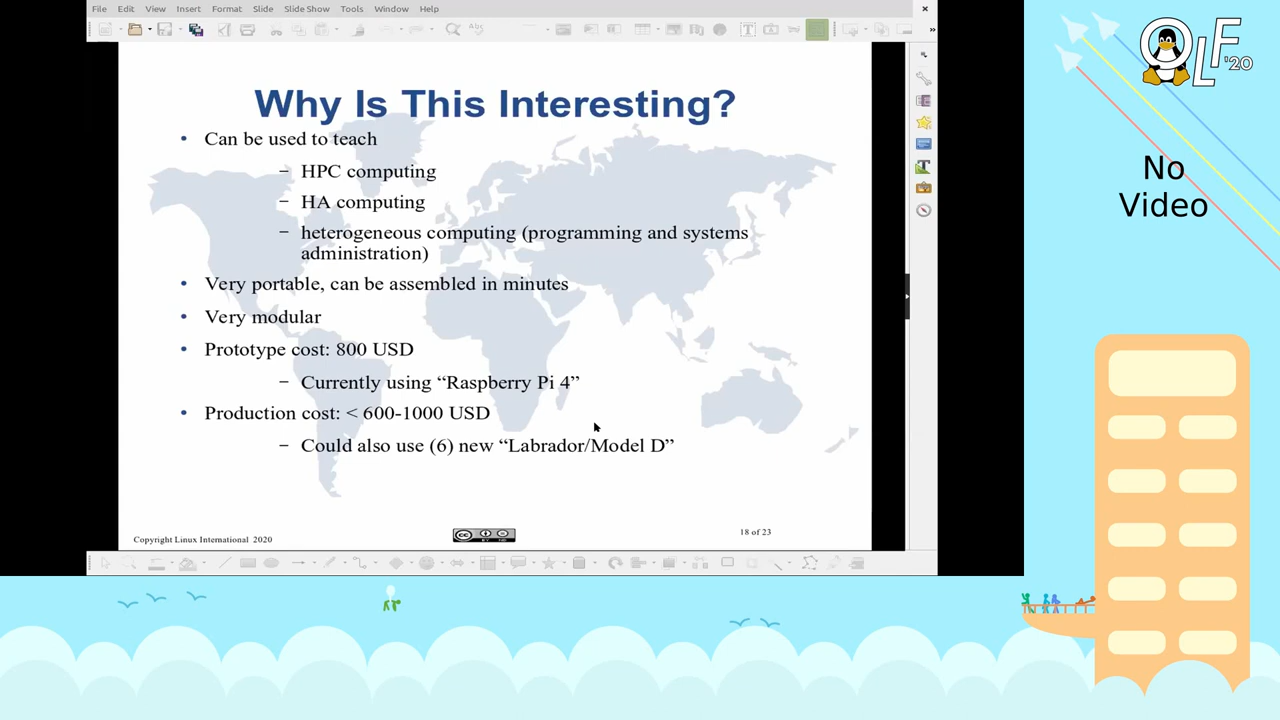 File Edit View Insert Format Slide Slide Show Tools Window Help
OLF '20
No
Video
Why Is This Interesting?
• Can be used to teach
– HPC computing
– HA computing
– heterogeneous computing (programming and systems
administration)
• Very portable, can be assembled in minutes
• Very modular
• Prototype cost: 800 USD
– Currently using “Raspberry Pi 4”
• Production cost: < 600-1000 USD
– Could also use (6) new “Labrador/Model D”
Copyright Linux International 2020
18 of 23